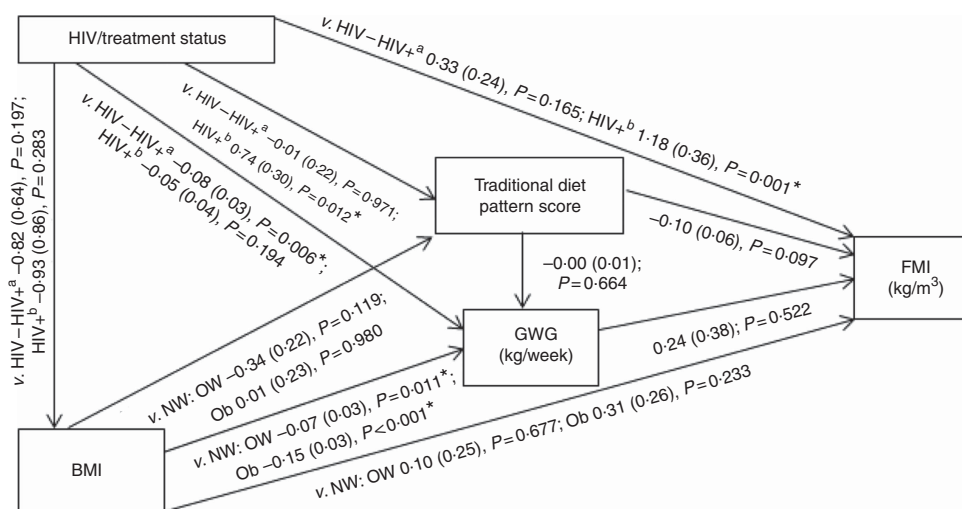 HIV/treatment status
v. HIV–HIV+ᵃ 0·33 (0·24), P=0·165; HIV+ᵇ 1·18 (0·36), P=0·001*
v. HIV–HIV+ᵃ –0·01 (0·22), P=0·971;
HIV+ᵇ 0·74 (0·30), P=0·012*
v. HIV–HIV+ᵃ –0·08 (0·03), P=0·006*;
HIV+ᵇ –0·05 (0·04), P=0·194
v. HIV–HIV+ᵃ –0·82 (0·64), P=0·197;
HIV+ᵇ –0·93 (0·86), P=0·283
Traditional diet
pattern score
–0·10 (0·06), P=0·097
–0·00 (0·01);
P=0·664
FMI
(kg/m³)
GWG
(kg/week)
0·24 (0·38); P=0·522
v. NW: OW –0·34 (0·22), P=0·119;
Ob 0·01 (0·23), P=0·980
v. NW: OW –0·07 (0·03), P=0·011*;
Ob –0·15 (0·03), P<0·001*
v. NW: OW 0·10 (0·25), P=0·677; Ob 0·31 (0·26), P=0·233
BMI